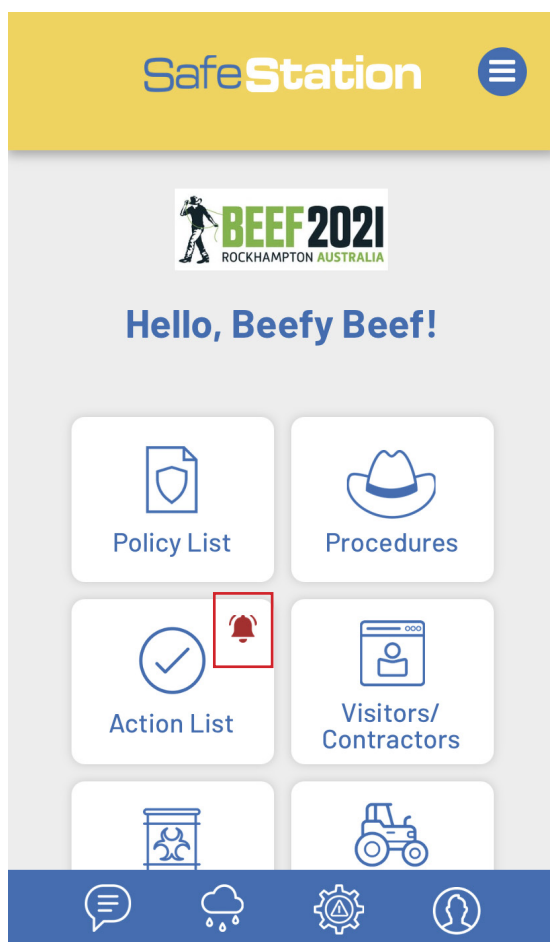 SafeStation
BEEF2021
ROCKHAMPTON AUSTRALIA
Hello, Beefy Beef!
Policy List
Procedures
Action List
Visitors/
Contractors